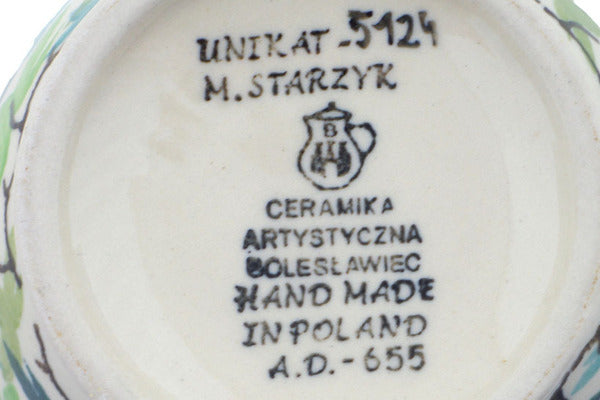 UNIKAT-5124
M.STARZYK
B
CERAMIKA
ARTYSTYCZNA
BOLESŁAWIEC
HAND MADE
IN POLAND
A.D.-655